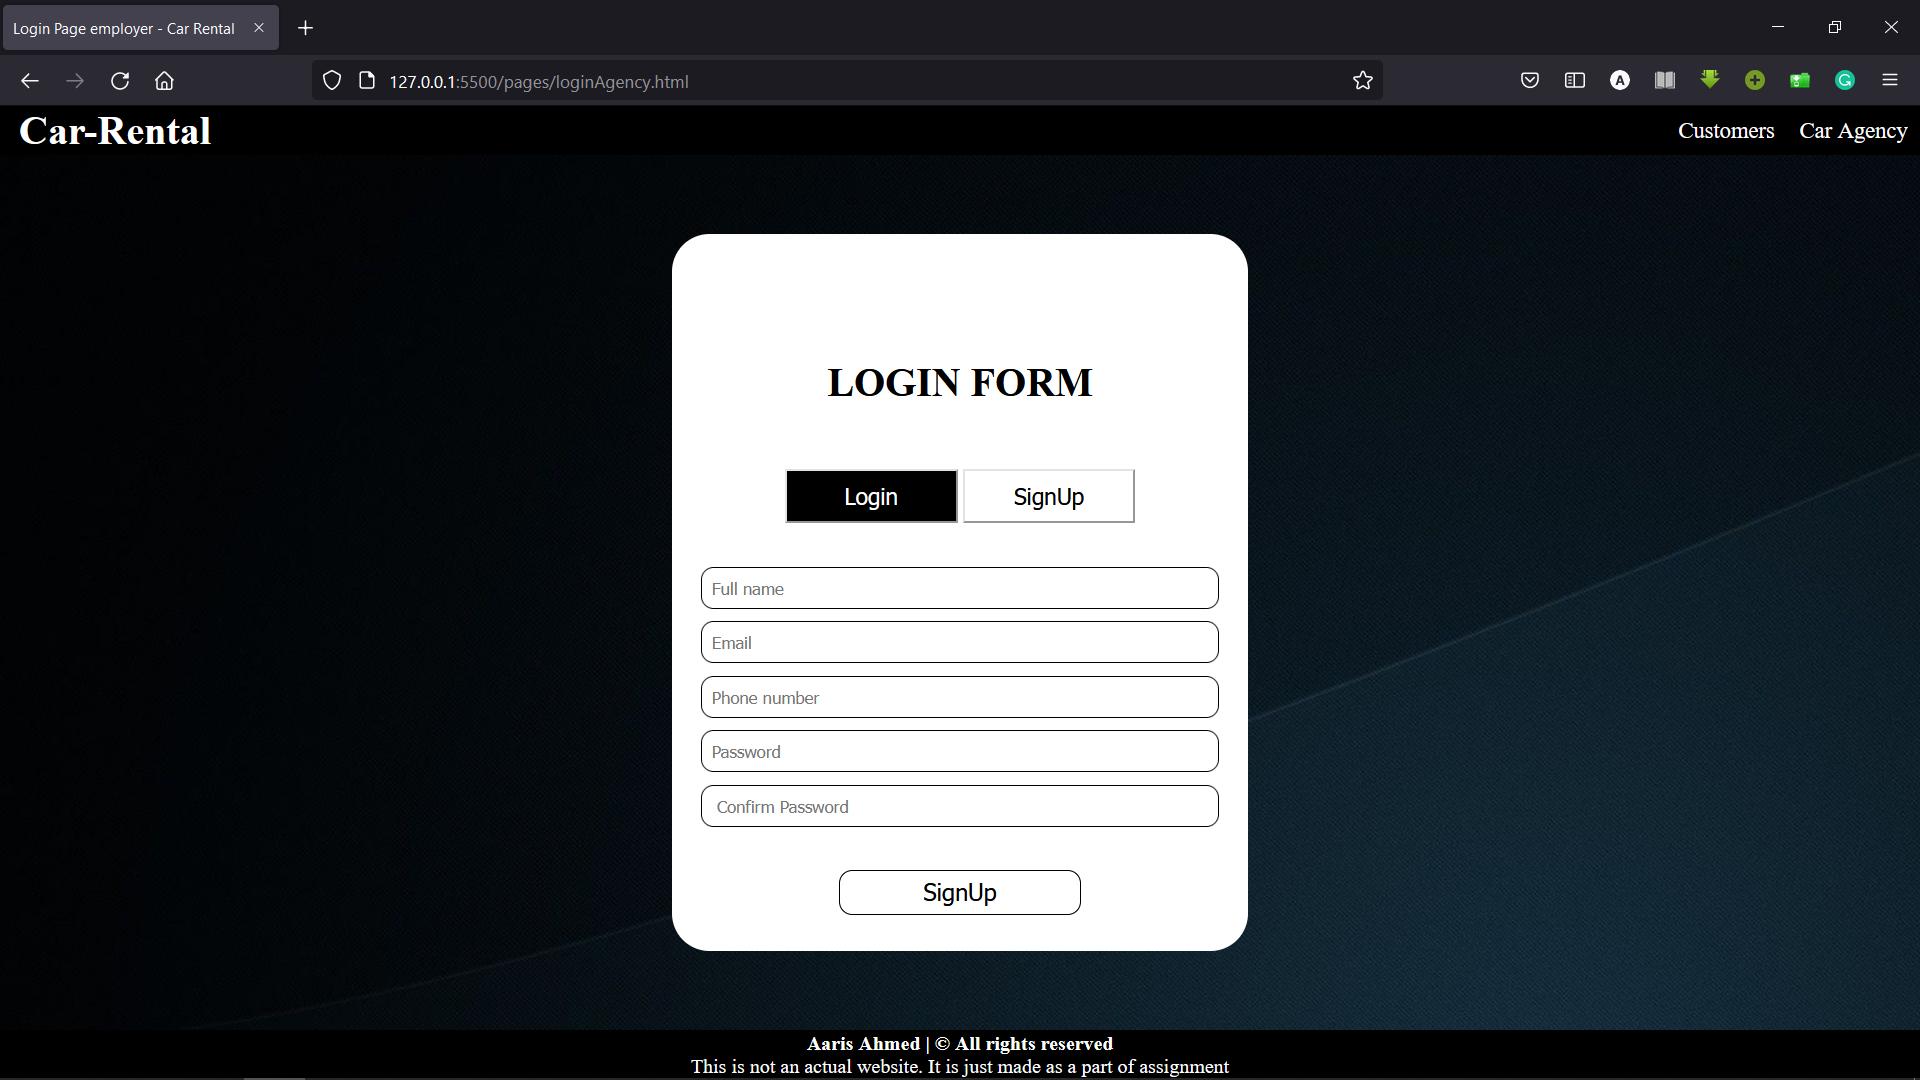 Login Page employer - Car Rental
127.0.0.1:5500/pages/loginAgency.html
A
G
Car-Rental
Customers
Car Agency
LOGIN FORM
Login
SignUp
Full name
Email
Phone number
Password
Confirm Password
SignUp
Aaris Ahmed | © All rights reserved
This is not an actual website. It is just made as a part of assignment